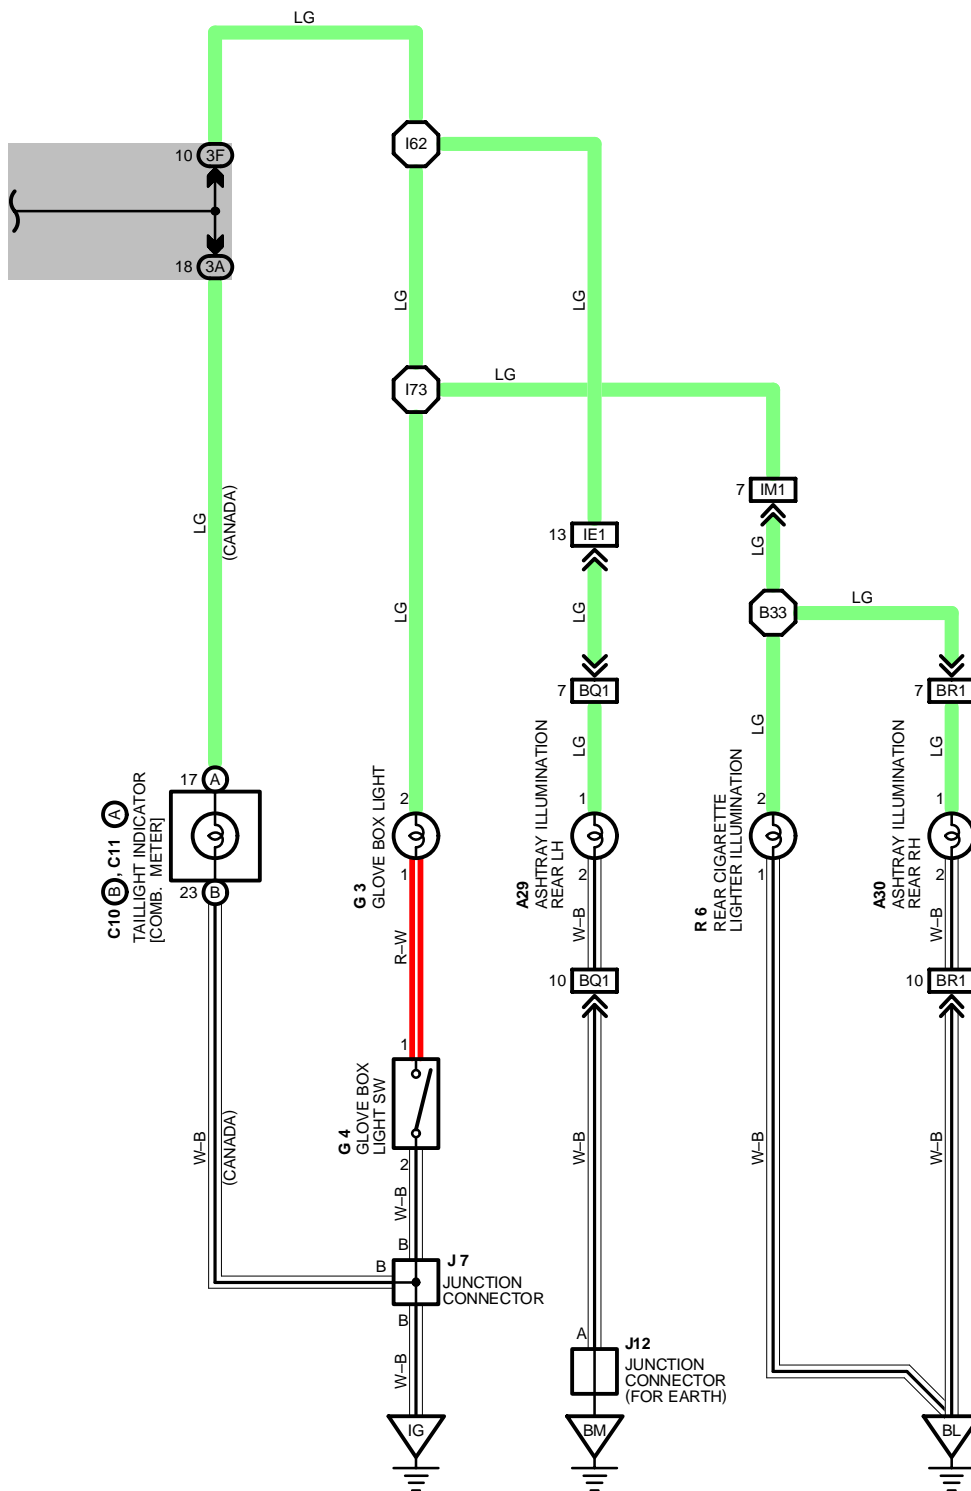 LG
I62
10 3F
18 3A
LG
LG
I73
LG
7 IM1
LG
(CANADA)
13 IE1
LG
LG
B33
LG
LG
7 BQ1
7 BR1
LG
LG
LG
17 A
C10 B , C11 A
TAILLIGHT INDICATOR
[COMB. METER]
23 B
2
G 3
GLOVE BOX LIGHT
1
1
A29
ASHTRAY ILLUMINATION
REAR LH
2
2
R 6
REAR CIGARETTE
LIGHTER ILLUMINATION
1
1
A30
ASHTRAY ILLUMINATION
REAR RH
2
R–W
W–B
W–B
10 BQ1
10 BR1
1
G 4
GLOVE BOX
LIGHT SW
2
W–B
(CANADA)
W–B
W–B
W–B
W–B
B
B
J 7
JUNCTION
CONNECTOR
B
W–B
A
J12
JUNCTION
CONNECTOR
(FOR EARTH)
IG
BM
BL